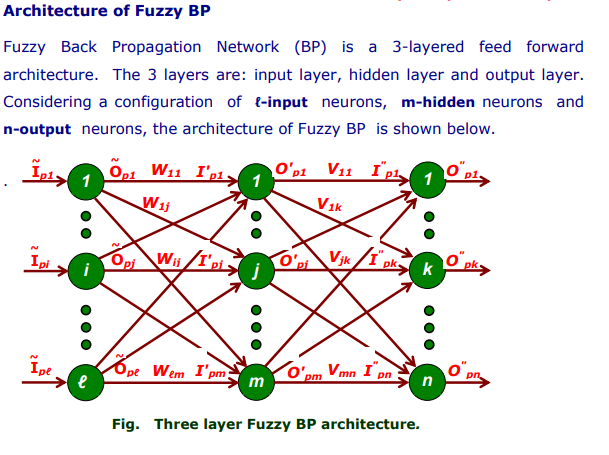 Architecture of Fuzzy BP
Fuzzy Back Propagation Network (BP) is a 3-layered feed forward
architecture. The 3 layers are: input layer, hidden layer and output layer.
Considering a configuration of ℓ-input neurons, m-hidden neurons and
n-output neurons, the architecture of Fuzzy BP is shown below.
Ĩp1 1 Õp1 W11 I'p1 1 O'p1 V11 I"p1 1 O"p1
W1j V1k
Ĩpi i Õpj Wij I'pj j O'pj Vjk I"pk k O"pk
Ĩpℓ ℓ Õpℓ Wℓm I'pm m O'pm Vmn I"pn n O"pn
Fig. Three layer Fuzzy BP architecture.